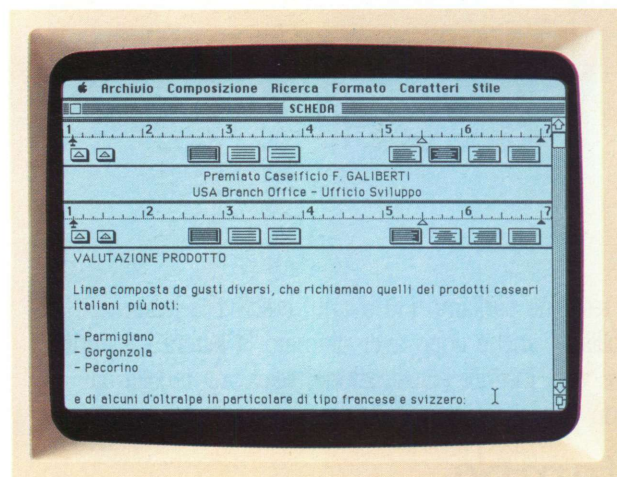 Archivio Composizione Ricerca Formato Caratteri Stile
SCHEDA
1 2 3 4 5 6 7
Premiato Caseificio F. GALIBERTI
USA Branch Office - Ufficio Sviluppo
1 2 3 4 5 6 7
VALUTAZIONE PRODOTTO
Linea composta da gusti diversi, che richiamano quelli dei prodotti caseari
italiani più noti:
- Parmigiano
- Gorgonzola
- Pecorino
e di alcuni d'oltralpe in particolare di tipo francese e svizzero: